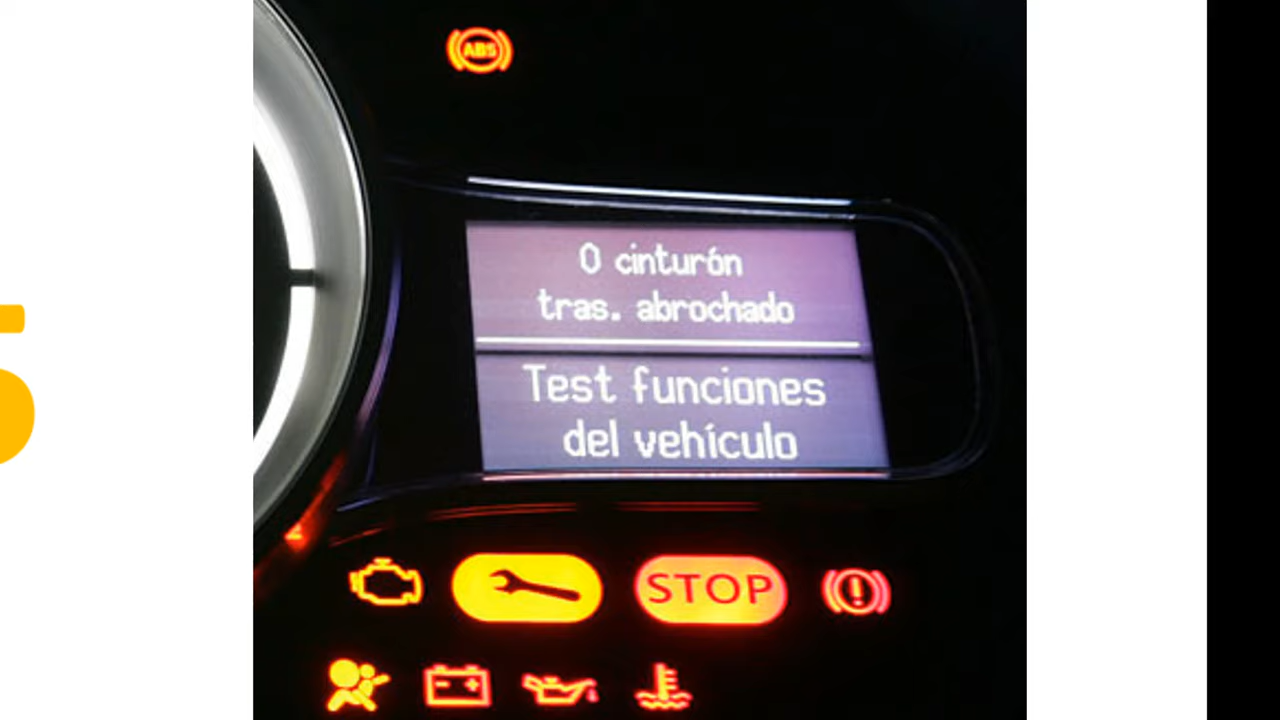 ABS
0 cinturón
tras. abrochado
Test funciones
del vehículo
STOP